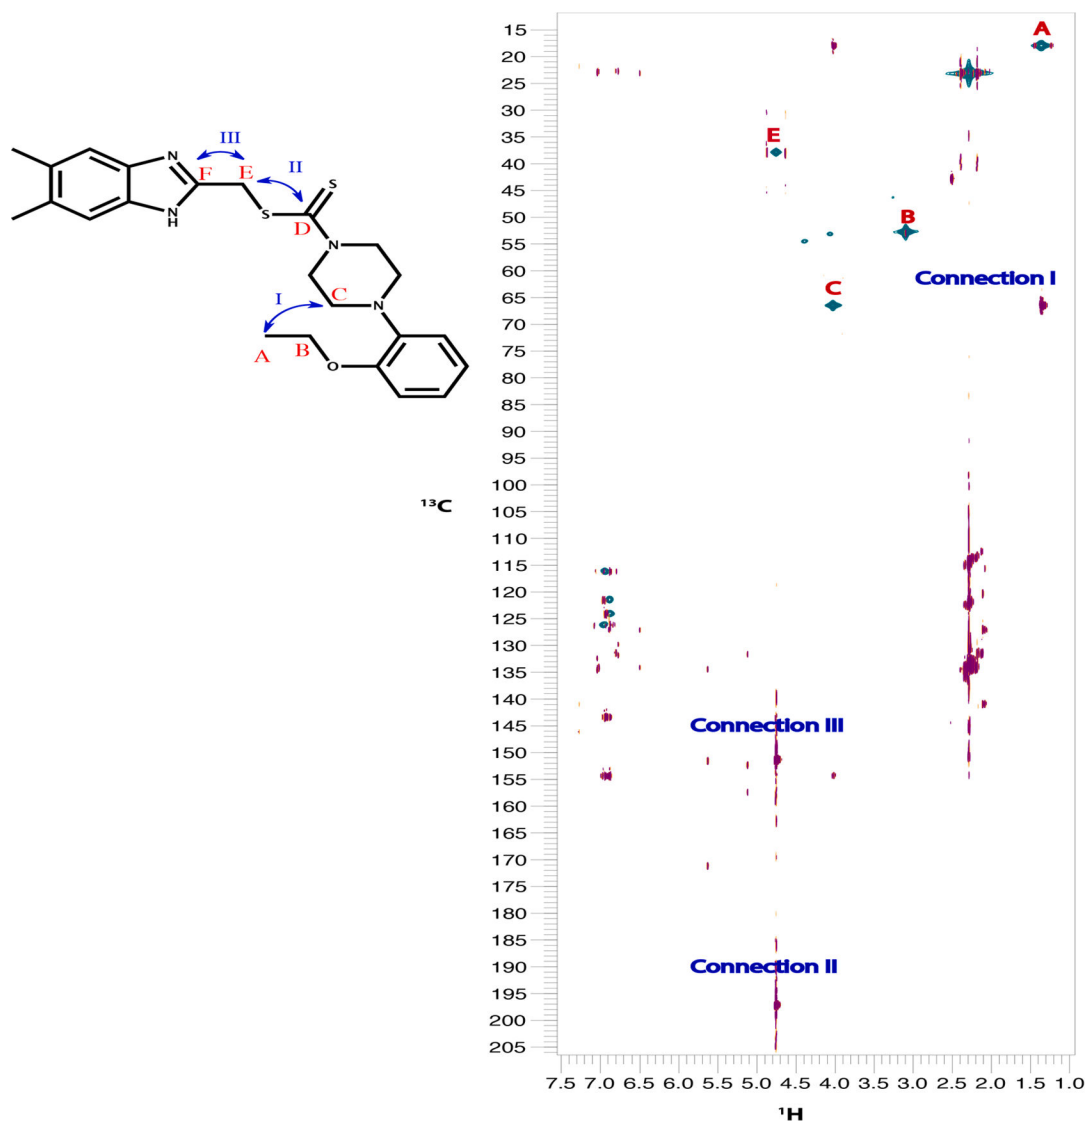 A
15
20
25
30
35
40
45
50
55
60
65
70
75
80
85
90
95
100
105
110
115
120
125
130
135
140
145
150
155
160
165
170
175
180
185
190
195
200
205
E
B
C
Connection I
Connection III
Connection II
III
II
N
F
E
S
N
H
S
D
N
I
C
N
A
B
O
¹³C
7.5 7.0 6.5 6.0 5.5 5.0 4.5 4.0 3.5 3.0 2.5 2.0 1.5 1.0
¹H